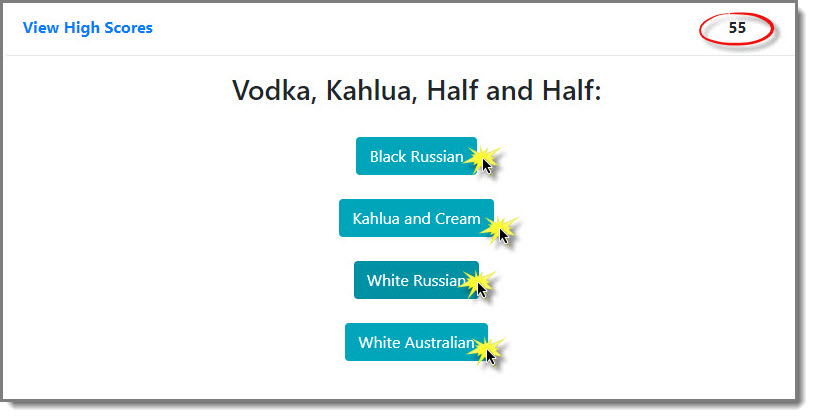 View High Scores
55
Vodka, Kahlua, Half and Half:
Black Russian
Kahlua and Cream
White Russian
White Australian